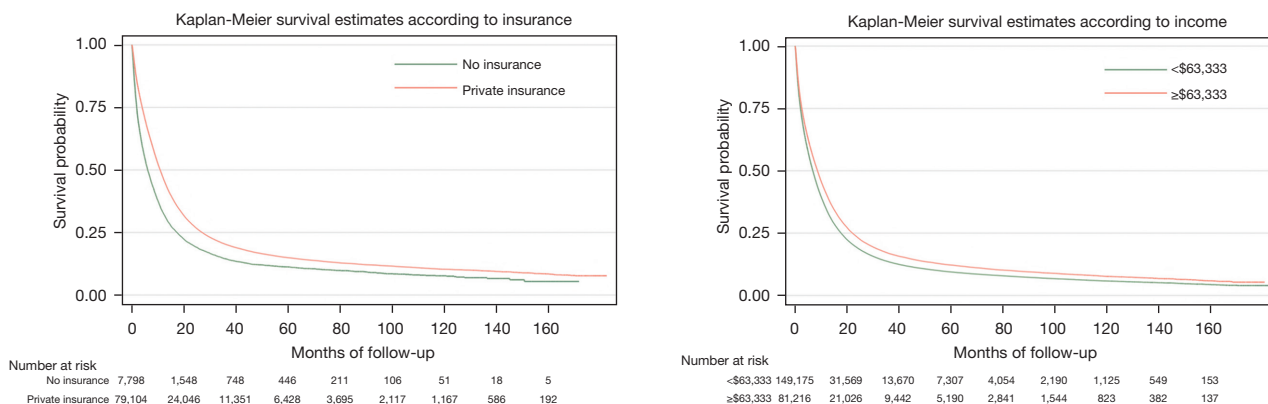 Kaplan-Meier survival estimates according to insurance
1.00
0.75
0.50
0.25
0.00
Survival probability
No insurance
Private insurance
0 20 40 60 80 100 120 140 160
Months of follow-up
Number at risk
No insurance 7,798 1,548 748 446 211 106 51 18 5
Private insurance 79,104 24,046 11,351 6,428 3,695 2,117 1,167 586 192
Kaplan-Meier survival estimates according to income
1.00
0.75
0.50
0.25
0.00
Survival probability
<$63,333
≥$63,333
0 20 40 60 80 100 120 140 160
Months of follow-up
Number at risk
<$63,333 149,175 31,569 13,670 7,307 4,054 2,190 1,125 549 153
≥$63,333 81,216 21,026 9,442 5,190 2,841 1,544 823 382 137